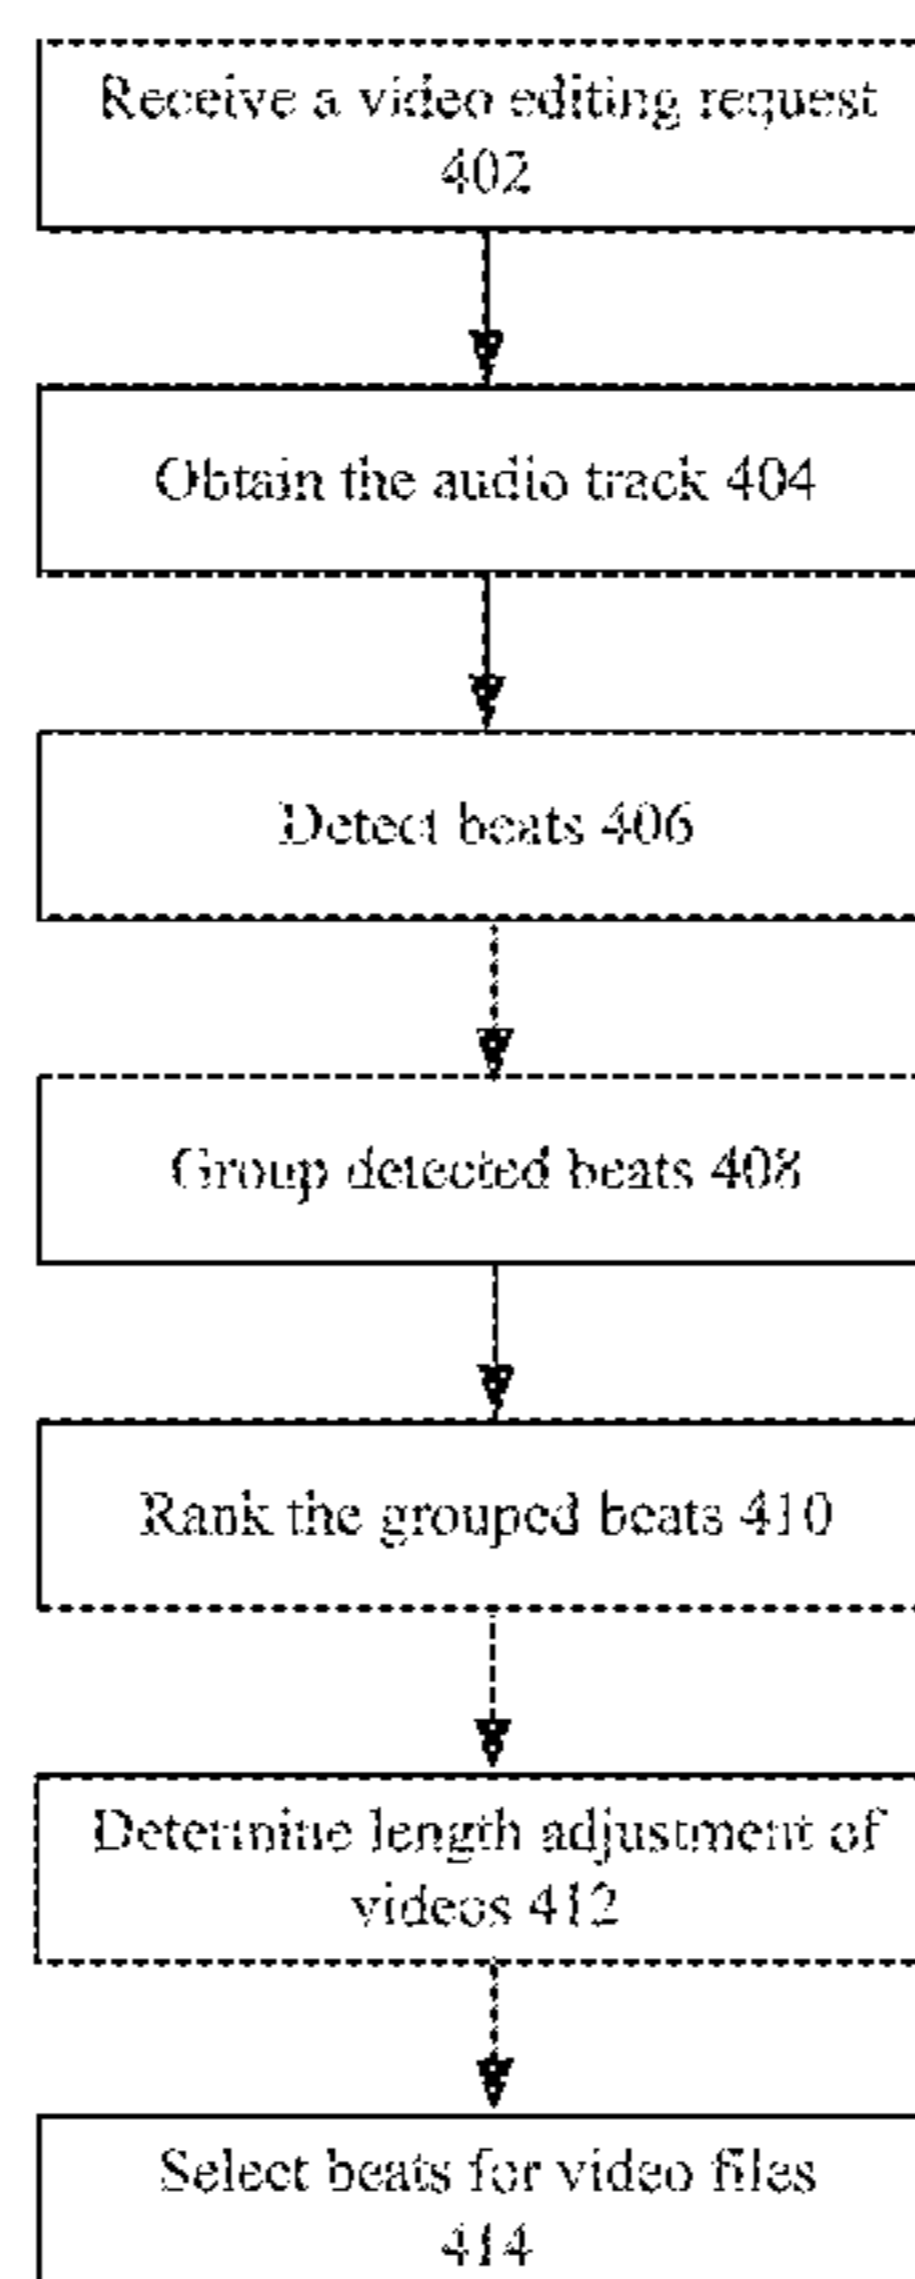 Receive a video editing request
402
Obtain the audio track 404
Detect beats 406
Group detected beats 408
Rank the grouped beats 410
Determine length adjustment of
videos 412
Select beats for video files
414